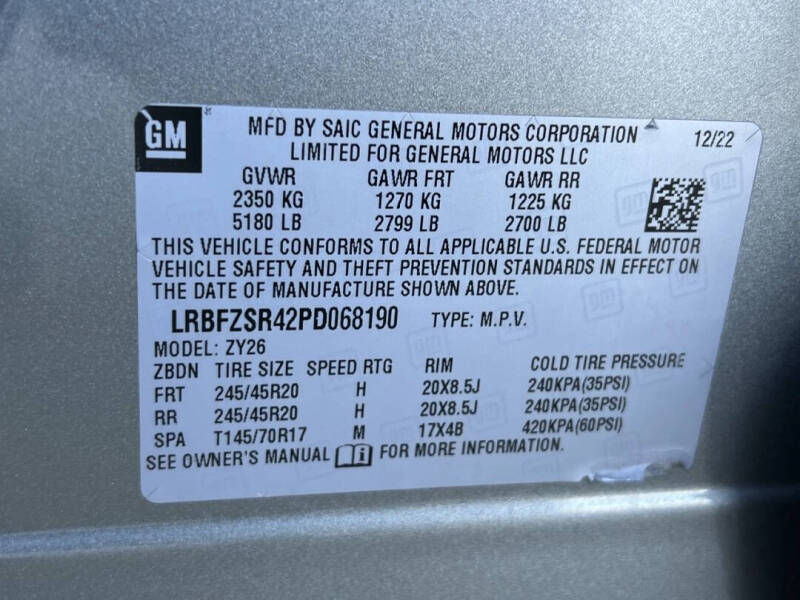 GM
MFD BY SAIC GENERAL MOTORS CORPORATION 12/22
LIMITED FOR GENERAL MOTORS LLC
GVWR GAWR FRT GAWR RR
2350 KG 1270 KG 1225 KG
5180 LB 2799 LB 2700 LB
THIS VEHICLE CONFORMS TO ALL APPLICABLE U.S. FEDERAL MOTOR
VEHICLE SAFETY AND THEFT PREVENTION STANDARDS IN EFFECT ON
THE DATE OF MANUFACTURE SHOWN ABOVE.
LRBFZSR42PD068190 TYPE: M.P.V.
MODEL: ZY26
ZBDN TIRE SIZE SPEED RTG RIM COLD TIRE PRESSURE
FRT 245/45R20 H 20X8.5J 240KPA(35PSI)
RR 245/45R20 H 20X8.5J 240KPA(35PSI)
SPA T145/70R17 M 17X4B 420KPA(60PSI)
SEE OWNER'S MANUAL i FOR MORE INFORMATION.